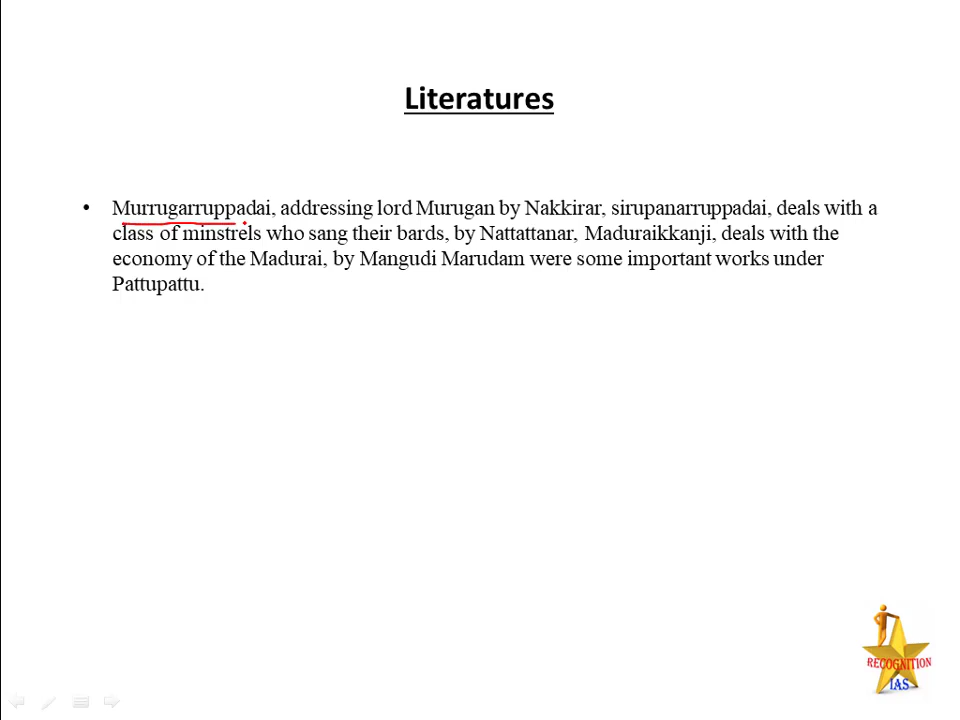 Literatures
• Murrugarruppadai, addressing lord Murugan by Nakkirar, sirupanarruppadai, deals with a
class of minstrels who sang their bards, by Nattattanar, Maduraikkanji, deals with the
economy of the Madurai, by Mangudi Marudam were some important works under
Pattupattu.
RECOGNITION
IAS